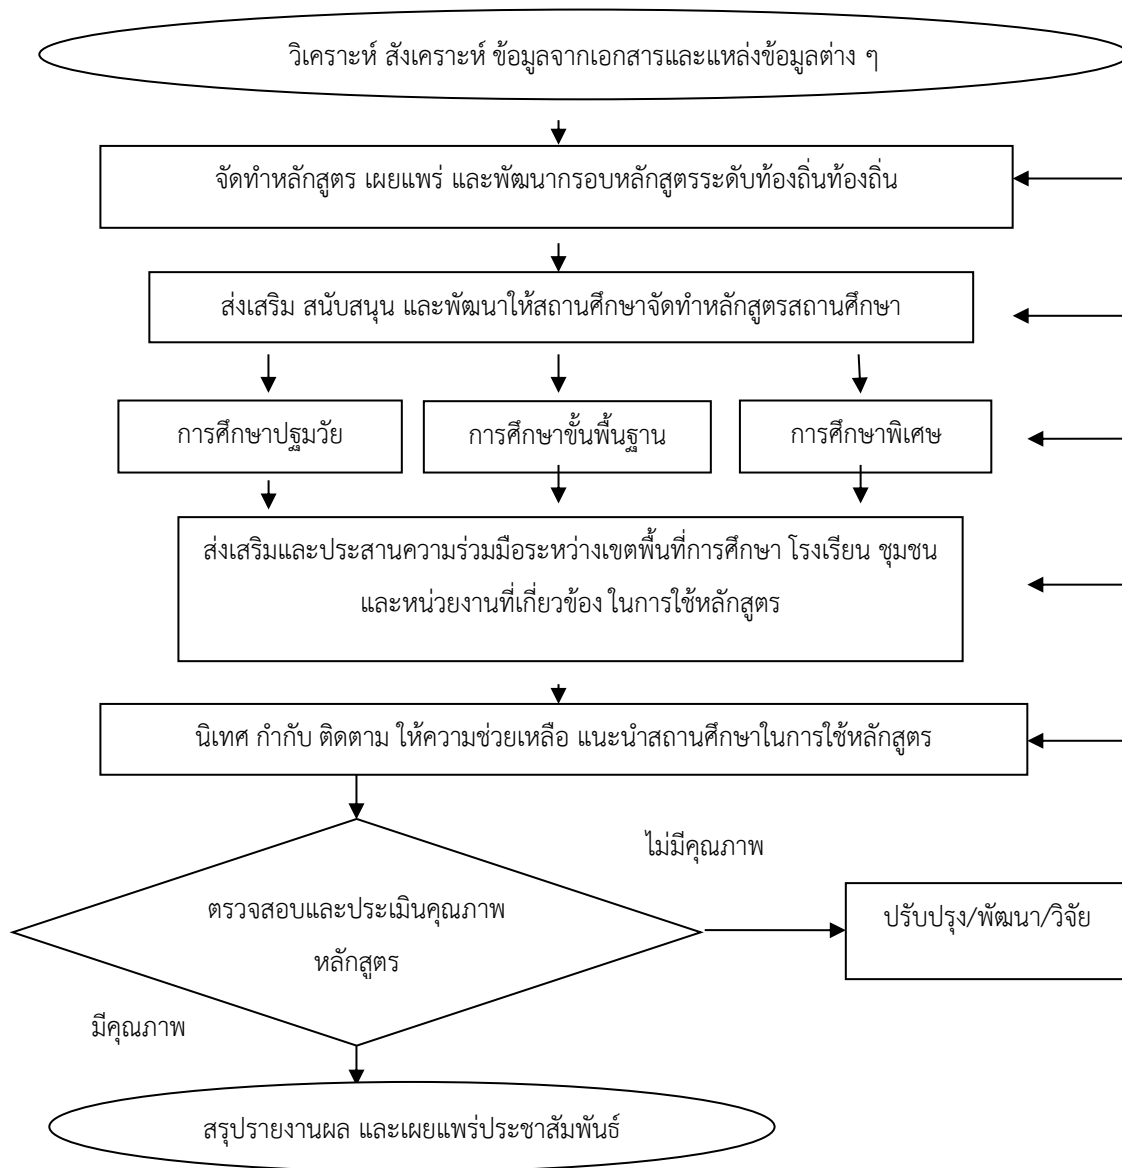 วิเคราะห์ สังเคราะห์ ข้อมูลจากเอกสารและแหล่งข้อมูลต่าง ๆ
จัดทำหลักสูตร เผยแพร่ และพัฒนากรอบหลักสูตรระดับท้องถิ่นท้องถิ่น
ส่งเสริม สนับสนุน และพัฒนาให้สถานศึกษาจัดทำหลักสูตรสถานศึกษา
การศึกษาปฐมวัย
การศึกษาขั้นพื้นฐาน
การศึกษาพิเศษ
ส่งเสริมและประสานความร่วมมือระหว่างเขตพื้นที่การศึกษา โรงเรียน ชุมชน
และหน่วยงานที่เกี่ยวข้อง ในการใช้หลักสูตร
นิเทศ กำกับ ติดตาม ให้ความช่วยเหลือ แนะนำสถานศึกษาในการใช้หลักสูตร
ไม่มีคุณภาพ
ตรวจสอบและประเมินคุณภาพ
หลักสูตร
ปรับปรุง/พัฒนา/วิจัย
มีคุณภาพ
สรุปรายงานผล และเผยแพร่ประชาสัมพันธ์